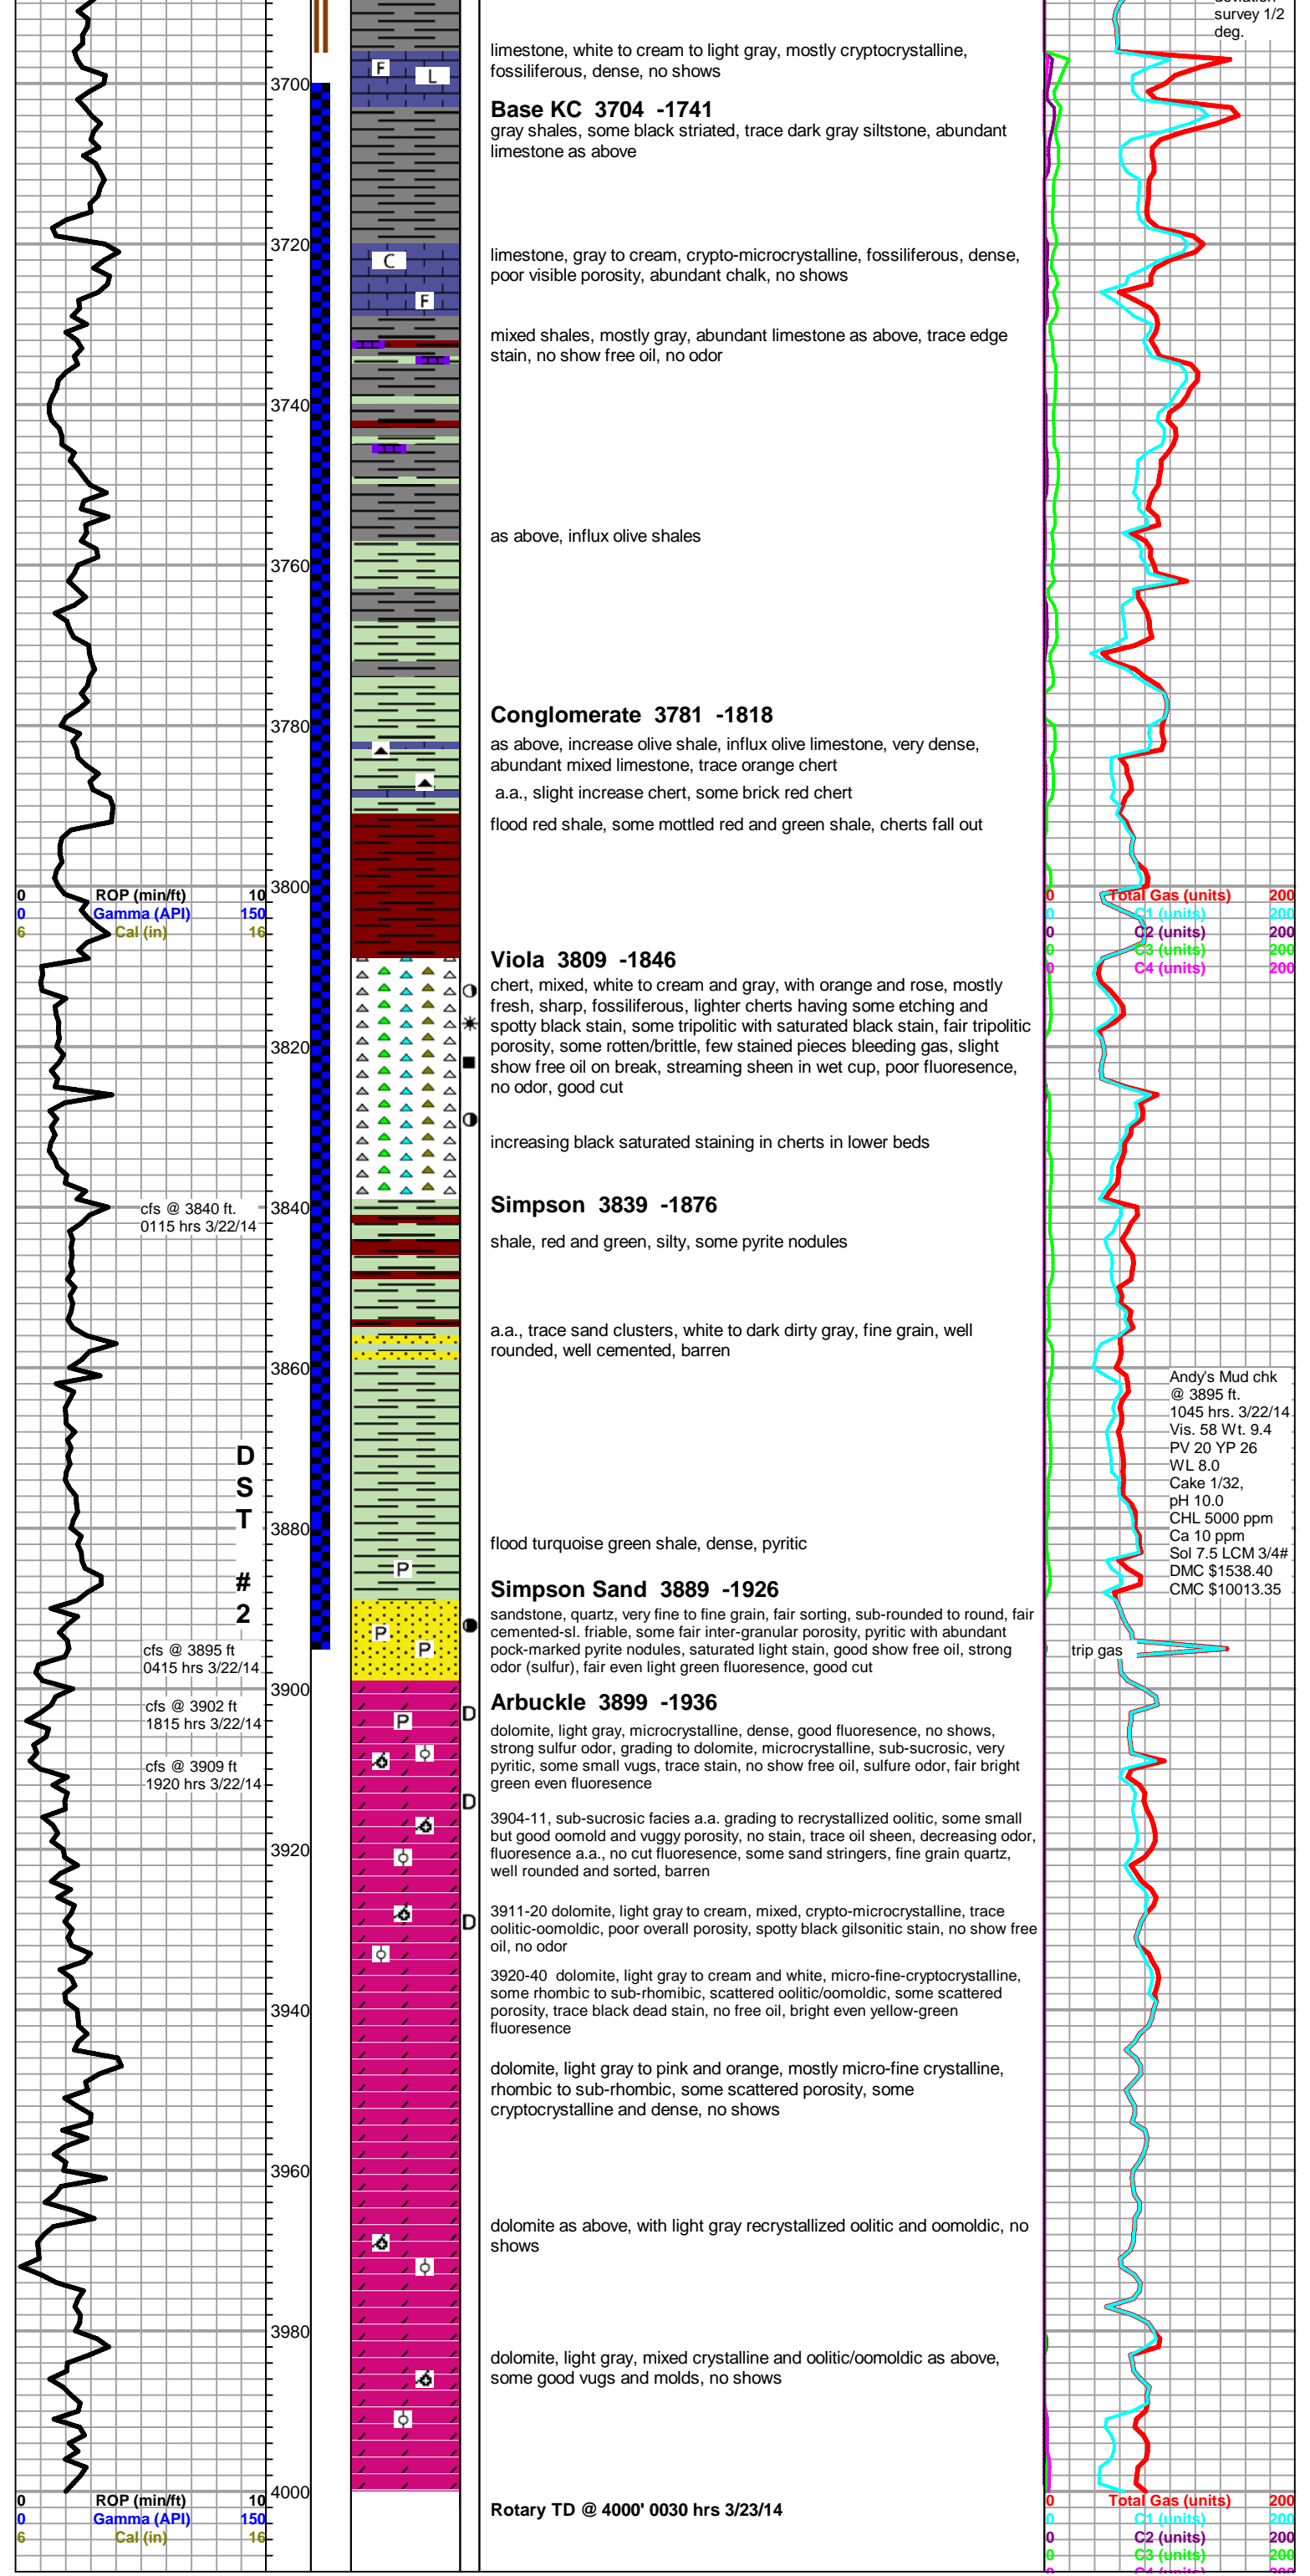 deviation
survey 1/2
deg.
limestone, white to cream to light gray, mostly cryptocrystalline,
fossiliferous, dense, no shows
F
L
3700
Base KC 3704 -1741
gray shales, some black striated, trace dark gray siltstone, abundant
limestone as above
3720
limestone, gray to cream, crypto-microcrystalline, fossiliferous, dense,
poor visible porosity, abundant chalk, no shows
C
F
mixed shales, mostly gray, abundant limestone as above, trace edge
stain, no show free oil, no odor
3740
as above, influx olive shales
3760
Conglomerate 3781 -1818
3780
as above, increase olive shale, influx olive limestone, very dense,
abundant mixed limestone, trace orange chert
a.a., slight increase chert, some brick red chert
flood red shale, some mottled red and green shale, cherts fall out
3800
0 ROP (min/ft) 10
0 Gamma (API) 150
6 Cal (in) 16
0 Total Gas (units) 200
0 C1 (units) 200
0 C2 (units) 200
0 C3 (units) 200
0 C4 (units) 200
Viola 3809 -1846
chert, mixed, white to cream and gray, with orange and rose, mostly
fresh, sharp, fossiliferous, lighter cherts having some etching and
spotty black stain, some tripolitic with saturated black stain, fair tripolitic
porosity, some rotten/brittle, few stained pieces bleeding gas, slight
show free oil on break, streaming sheen in wet cup, poor fluoresence,
no odor, good cut
3820
increasing black saturated staining in cherts in lower beds
Simpson 3839 -1876
3840
cfs @ 3840 ft.
0115 hrs 3/22/14
shale, red and green, silty, some pyrite nodules
a.a., trace sand clusters, white to dark dirty gray, fine grain, well
rounded, well cemented, barren
3860
Andy's Mud chk
@ 3895 ft.
1045 hrs. 3/22/14
Vis. 58 Wt. 9.4
PV 20 YP 26
WL 8.0
Cake 1/32,
pH 10.0
CHL 5000 ppm
Ca 10 ppm
Sol 7.5 LCM 3/4#
DMC $1538.40
CMC $10013.35
D
S
T
#
2
3880
flood turquoise green shale, dense, pyritic
P
Simpson Sand 3889 -1926
sandstone, quartz, very fine to fine grain, fair sorting, sub-rounded to round, fair
cemented-sl. friable, some fair inter-granular porosity, pyritic with abundant
pock-marked pyrite nodules, saturated light stain, good show free oil, strong
odor (sulfur), fair even light green fluoresence, good cut
P
P
cfs @ 3895 ft
0415 hrs 3/22/14
trip gas
3900
Arbuckle 3899 -1936
cfs @ 3902 ft
1815 hrs 3/22/14
P
D
dolomite, light gray, microcrystalline, dense, good fluoresence, no shows,
strong sulfur odor, grading to dolomite, microcrystalline, sub-sucrosic, very
pyritic, some small vugs, trace stain, no show free oil, sulfure odor, fair bright
green even fluoresence
cfs @ 3909 ft
1920 hrs 3/22/14
D
3904-11, sub-sucrosic facies a.a. grading to recrystallized oolitic, some small
but good oomold and vuggy porosity, no stain, trace oil sheen, decreasing odor,
fluoresence a.a., no cut fluoresence, some sand stringers, fine grain quartz,
well rounded and sorted, barren
3920
3911-20 dolomite, light gray to cream, mixed, crypto-microcrystalline, trace
oolitic-oomoldic, poor overall porosity, spotty black gilsonitic stain, no show free
oil, no odor
D
3920-40 dolomite, light gray to cream and white, micro-fine-cryptocrystalline,
some rhombic to sub-rhomibic, scattered oolitic/oomoldic, some scattered
porosity, trace black dead stain, no free oil, bright even yellow-green
fluoresence
3940
dolomite, light gray to pink and orange, mostly micro-fine crystalline,
rhombic to sub-rhombic, some scattered porosity, some
cryptocrystalline and dense, no shows
3960
dolomite as above, with light gray recrystallized oolitic and oomoldic, no
shows
3980
dolomite, light gray, mixed crystalline and oolitic/oomoldic as above,
some good vugs and molds, no shows
4000
0 ROP (min/ft) 10
0 Gamma (API) 150
6 Cal (in) 16
Rotary TD @ 4000' 0030 hrs 3/23/14
0 Total Gas (units) 200
0 C1 (units) 200
0 C2 (units) 200
0 C3 (units) 200
0 C4 (units) 200